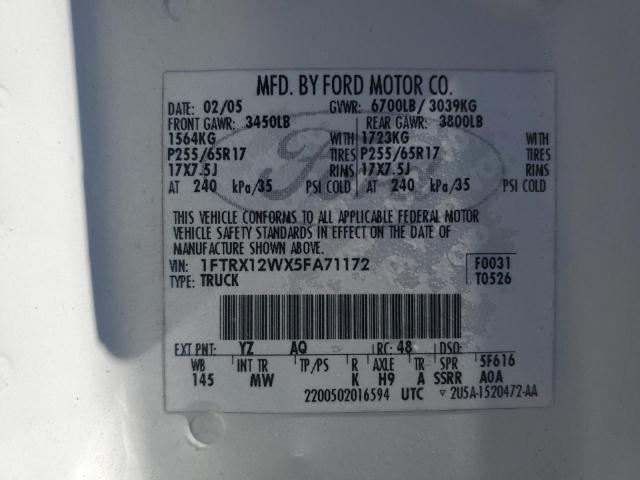 MFD. BY FORD MOTOR CO.
DATE: 02/05 GVWR: 6700LB/ 3039KG
FRONT GAWR: 3450LB REAR GAWR: 3800LB
1564KG WITH 1723KG WITH
P255/65R17 TIRES P255/65R17 TIRES
17X7.5J RIMS 17X7.5J RIMS
AT 240 kPa/35 PSI COLD AT 240 kPa/35 PSI COLD
THIS VEHICLE CONFORMS TO ALL APPLICABLE FEDERAL MOTOR
VEHICLE SAFETY STANDARDS IN EFFECT ON THE DATE OF
MANUFACTURE SHOWN ABOVE.
VIN: 1FTRX12WX5FA71172 F0031
TYPE: TRUCK T0526
EXT PNT: YZ AQ RC: 48 DSO:
WB INT TR TP/PS R AXLE TR SPR 5F616
145 MW K H9 A SSRR A0A
2200502016594 UTC ▽ 2U5A-1520472-AA
Ford